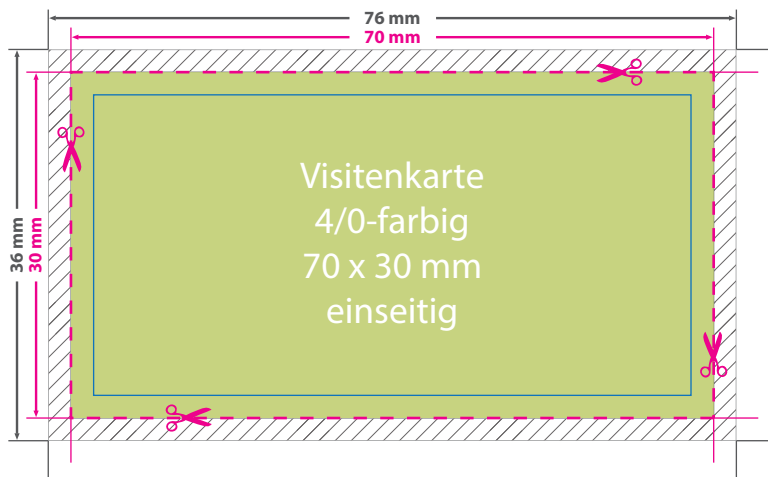 76 mm
70 mm
36 mm
30 mm
Visitenkarte
4/0-farbig
70 x 30 mm
einseitig